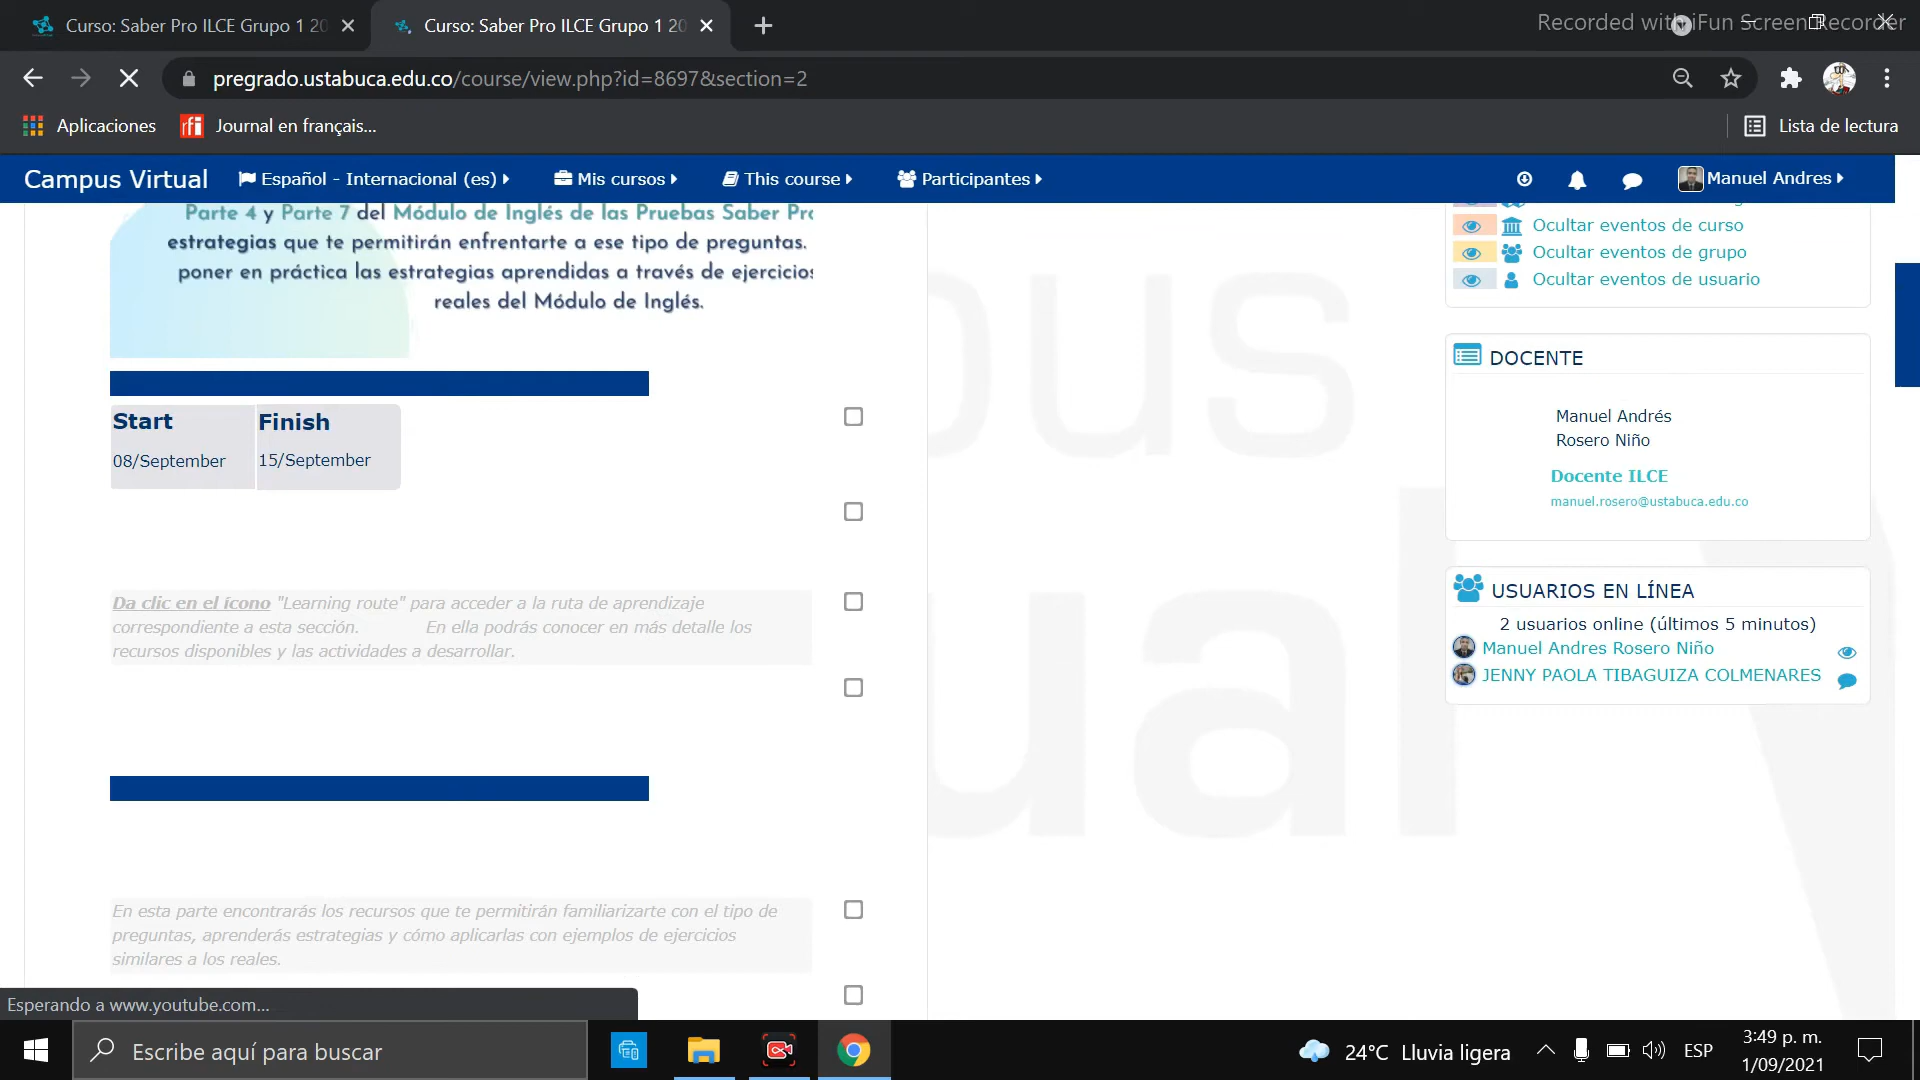 Recorded with iFun Screen Recorder
Curso: Saber Pro ILCE Grupo 1 20
Curso: Saber Pro ILCE Grupo 1 20
pregrado.ustabuca.edu.co/course/view.php?id=8697&section=2
Aplicaciones
rfi
Journal en français...
Lista de lectura
Campus Virtual
Español - Internacional (es)
Mis cursos
This course
Participantes
Manuel Andres
Parte 4 y Parte 7 del Módulo de Inglés de las Pruebas Saber Pro
estrategias que te permitirán enfrentarte a ese tipo de preguntas.
poner en práctica las estrategias aprendidas a través de ejercicios
reales del Módulo de Inglés.
Start
Finish
08/September
15/September
Da clic en el ícono "Learning route" para acceder a la ruta de aprendizaje
correspondiente a esta sección. En ella podrás conocer en más detalle los
recursos disponibles y las actividades a desarrollar.
En esta parte encontrarás los recursos que te permitirán familiarizarte con el tipo de
preguntas, aprenderás estrategias y cómo aplicarlas con ejemplos de ejercicios
similares a los reales.
Ocultar eventos de curso
Ocultar eventos de grupo
Ocultar eventos de usuario
DOCENTE
Manuel Andrés
Rosero Niño
Docente ILCE
manuel.rosero@ustabuca.edu.co
USUARIOS EN LÍNEA
2 usuarios online (últimos 5 minutos)
Manuel Andres Rosero Niño
JENNY PAOLA TIBAGUIZA COLMENARES
Esperando a www.youtube.com...
Escribe aquí para buscar
24°C Lluvia ligera
ESP
3:49 p. m.
1/09/2021